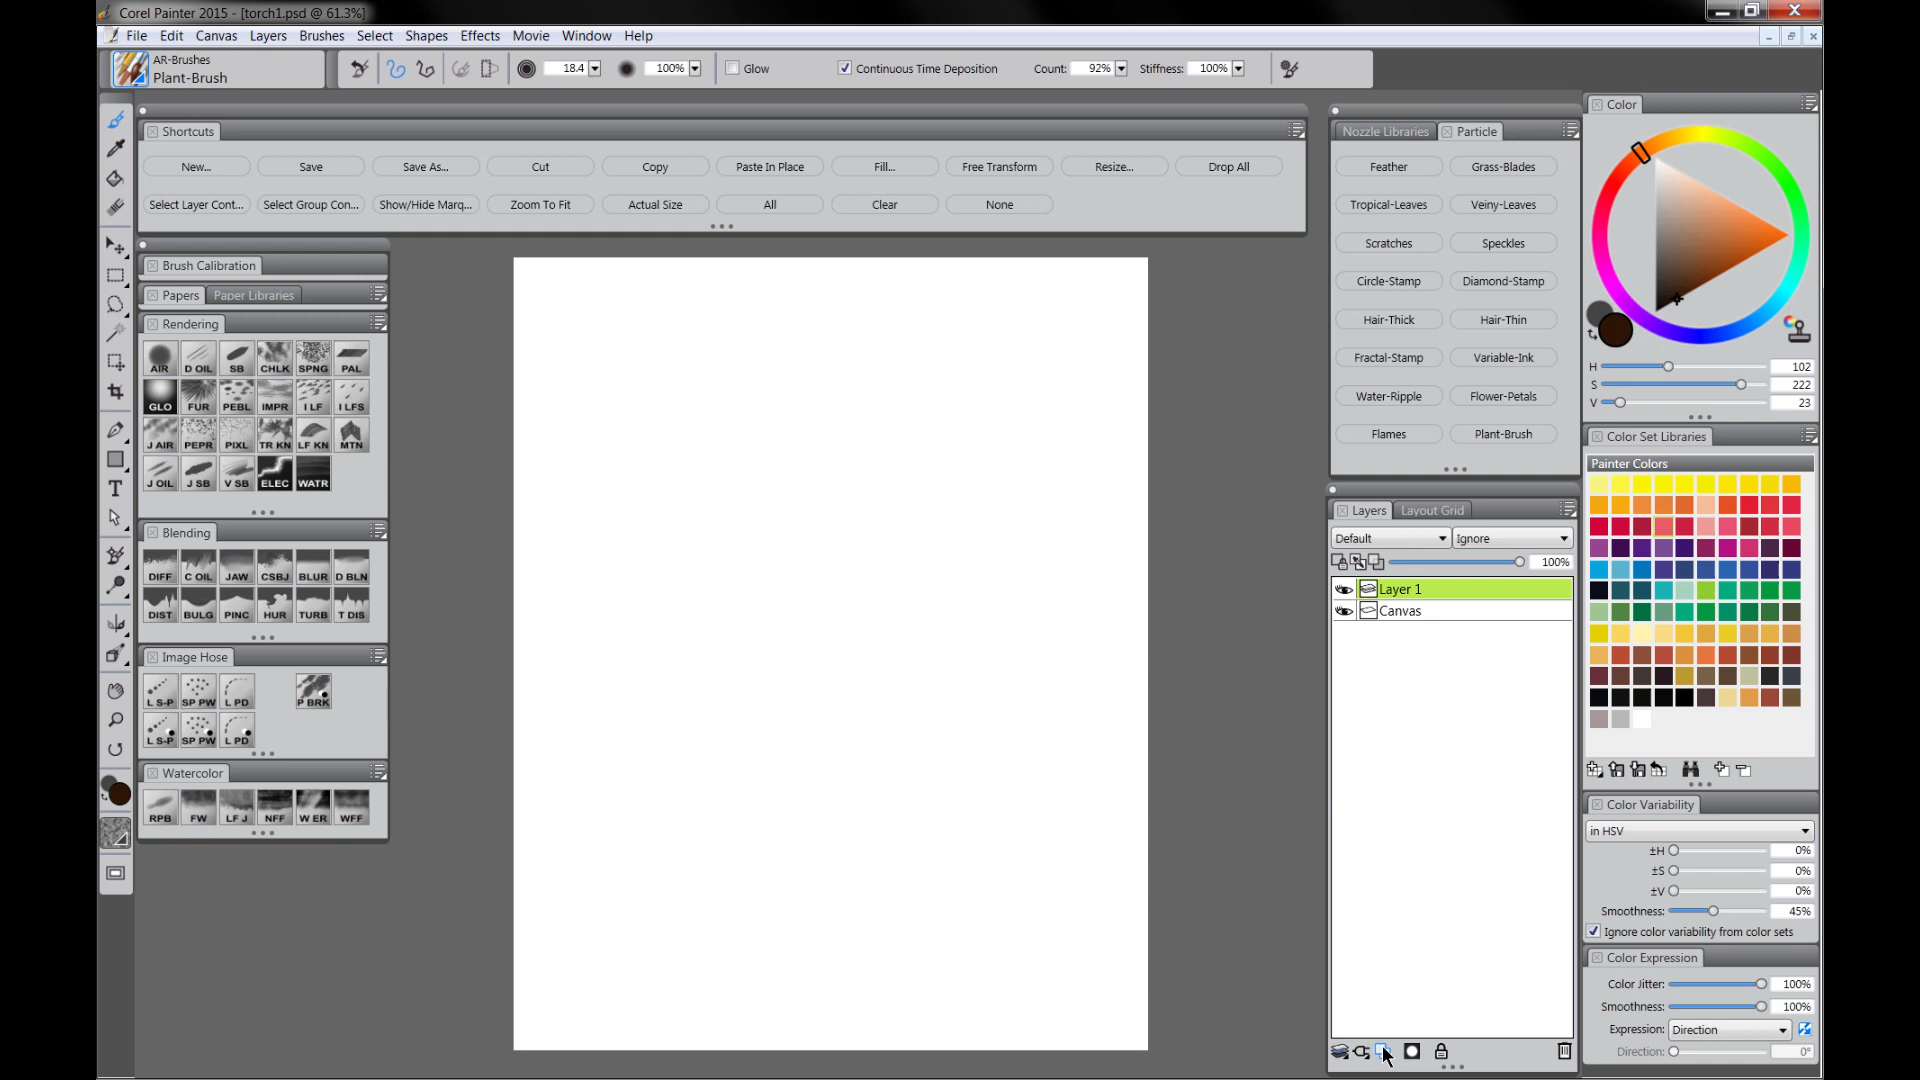 Corel Painter 2015 - [torch1.psd @ 61.3%]
File Edit Canvas Layers Brushes Select Shapes Effects Movie Window Help
AR-Brushes
Plant-Brush
18.4 100% Glow Continuous Time Deposition Count: 92% Stiffness: 100%
Shortcuts
New... Save Save As... Cut Copy Paste In Place Fill... Free Transform Resize... Drop All
Select Layer Cont... Select Group Con... Show/Hide Marq... Zoom To Fit Actual Size All Clear None
Brush Calibration
Papers Paper Libraries
Rendering
AIR D OIL SB CHLK SPNG PAL
GLO FUR PEBL IMPR I LF I LFS
J AIR PEPR PIXL TR KN LF KN MTN
J OIL J SB V SB ELEC WATR
Blending
DIFF C OIL JAW CSBJ BLUR D BLN
DIST BULG PINC HUR TURB T DIS
Image Hose
L S-P SP PW L PD P BRK
L S-P SP PW L PD
Watercolor
RPB FW LF J NFF W ER WFF
Nozzle Libraries Particle
Feather Grass-Blades
Tropical-Leaves Veiny-Leaves
Scratches Speckles
Circle-Stamp Diamond-Stamp
Hair-Thick Hair-Thin
Fractal-Stamp Variable-Ink
Water-Ripple Flower-Petals
Flames Plant-Brush
Layers Layout Grid
Default Ignore
100%
Layer 1
Canvas
Color
H 102
S 222
V 23
Color Set Libraries
Painter Colors
Color Variability
in HSV
±H 0%
±S 0%
±V 0%
Smoothness: 45%
Ignore color variability from color sets
Color Expression
Color Jitter: 100%
Smoothness: 100%
Expression: Direction
Direction: 0°